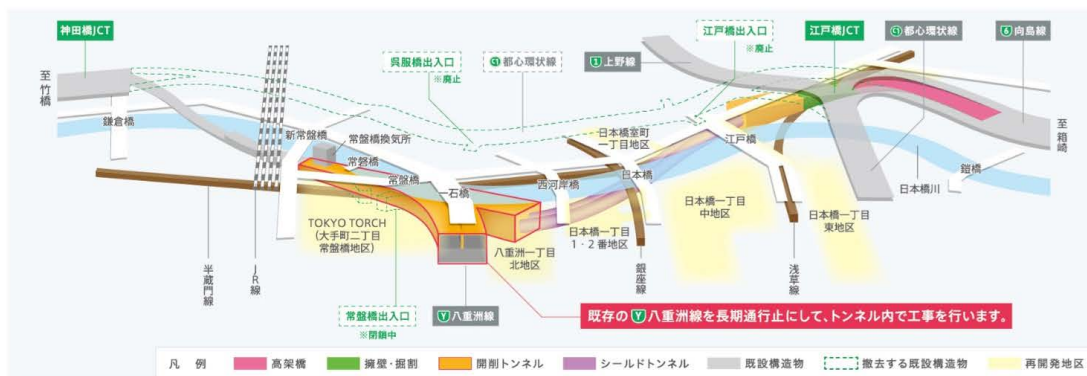 神田橋JCT
至 竹橋
鎌倉橋
新常盤橋
常盤橋換気所
常磐橋
常盤橋
一石橋
呉服橋出入口
※廃止
C1 都心環状線
1 上野線
江戸橋出入口
※廃止
江戸橋JCT
C1 都心環状線
6 向島線
至 箱崎
日本橋室町
一丁目地区
江戸橋
西河岸橋
日本橋
日本橋川
鎧橋
TOKYO TORCH
(大手町二丁目
常盤橋地区)
八重洲一丁目
北地区
日本橋一丁目
1・2番地区
日本橋一丁目
中地区
日本橋一丁目
東地区
半蔵門線
JR線
常盤橋出入口
※閉鎖中
Y 八重洲線
銀座線
浅草線
既存の Y 八重洲線を長期通行止にして、トンネル内で工事を行います。
凡 例 高架橋 擁壁・掘割 開削トンネル シールドトンネル 既設構造物 撤去する既設構造物 再開発地区